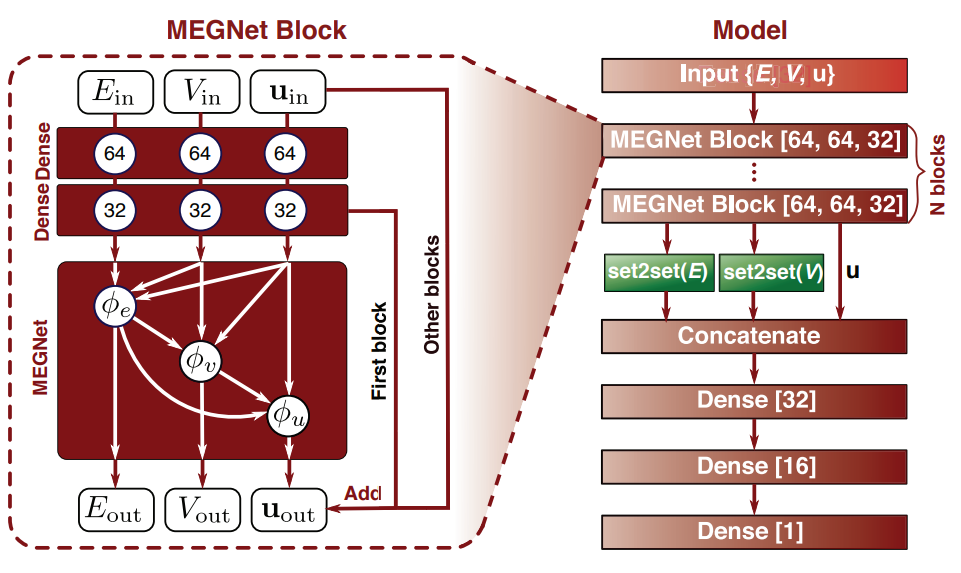 MEGNet Block
E_in V_in u_in
Dense 64 64 64
Dense 32 32 32
MEGNet
ϕ_e
ϕ_v
ϕ_u
First block
Other blocks
Add
E_out V_out u_out
Model
Input {E, V, u}
MEGNet Block [64, 64, 32]
⋮
MEGNet Block [64, 64, 32]
N blocks
set2set(E) set2set(V) u
Concatenate
Dense [32]
Dense [16]
Dense [1]